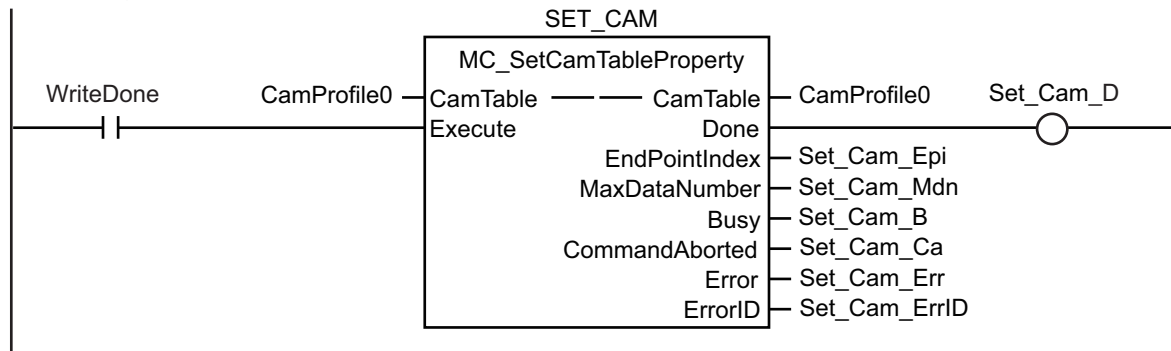 SET_CAM
MC_SetCamTableProperty
WriteDone CamProfile0 CamTable CamTable CamProfile0 Set_Cam_D
Execute Done
EndPointIndex Set_Cam_Epi
MaxDataNumber Set_Cam_Mdn
Busy Set_Cam_B
CommandAborted Set_Cam_Ca
Error Set_Cam_Err
ErrorID Set_Cam_ErrID